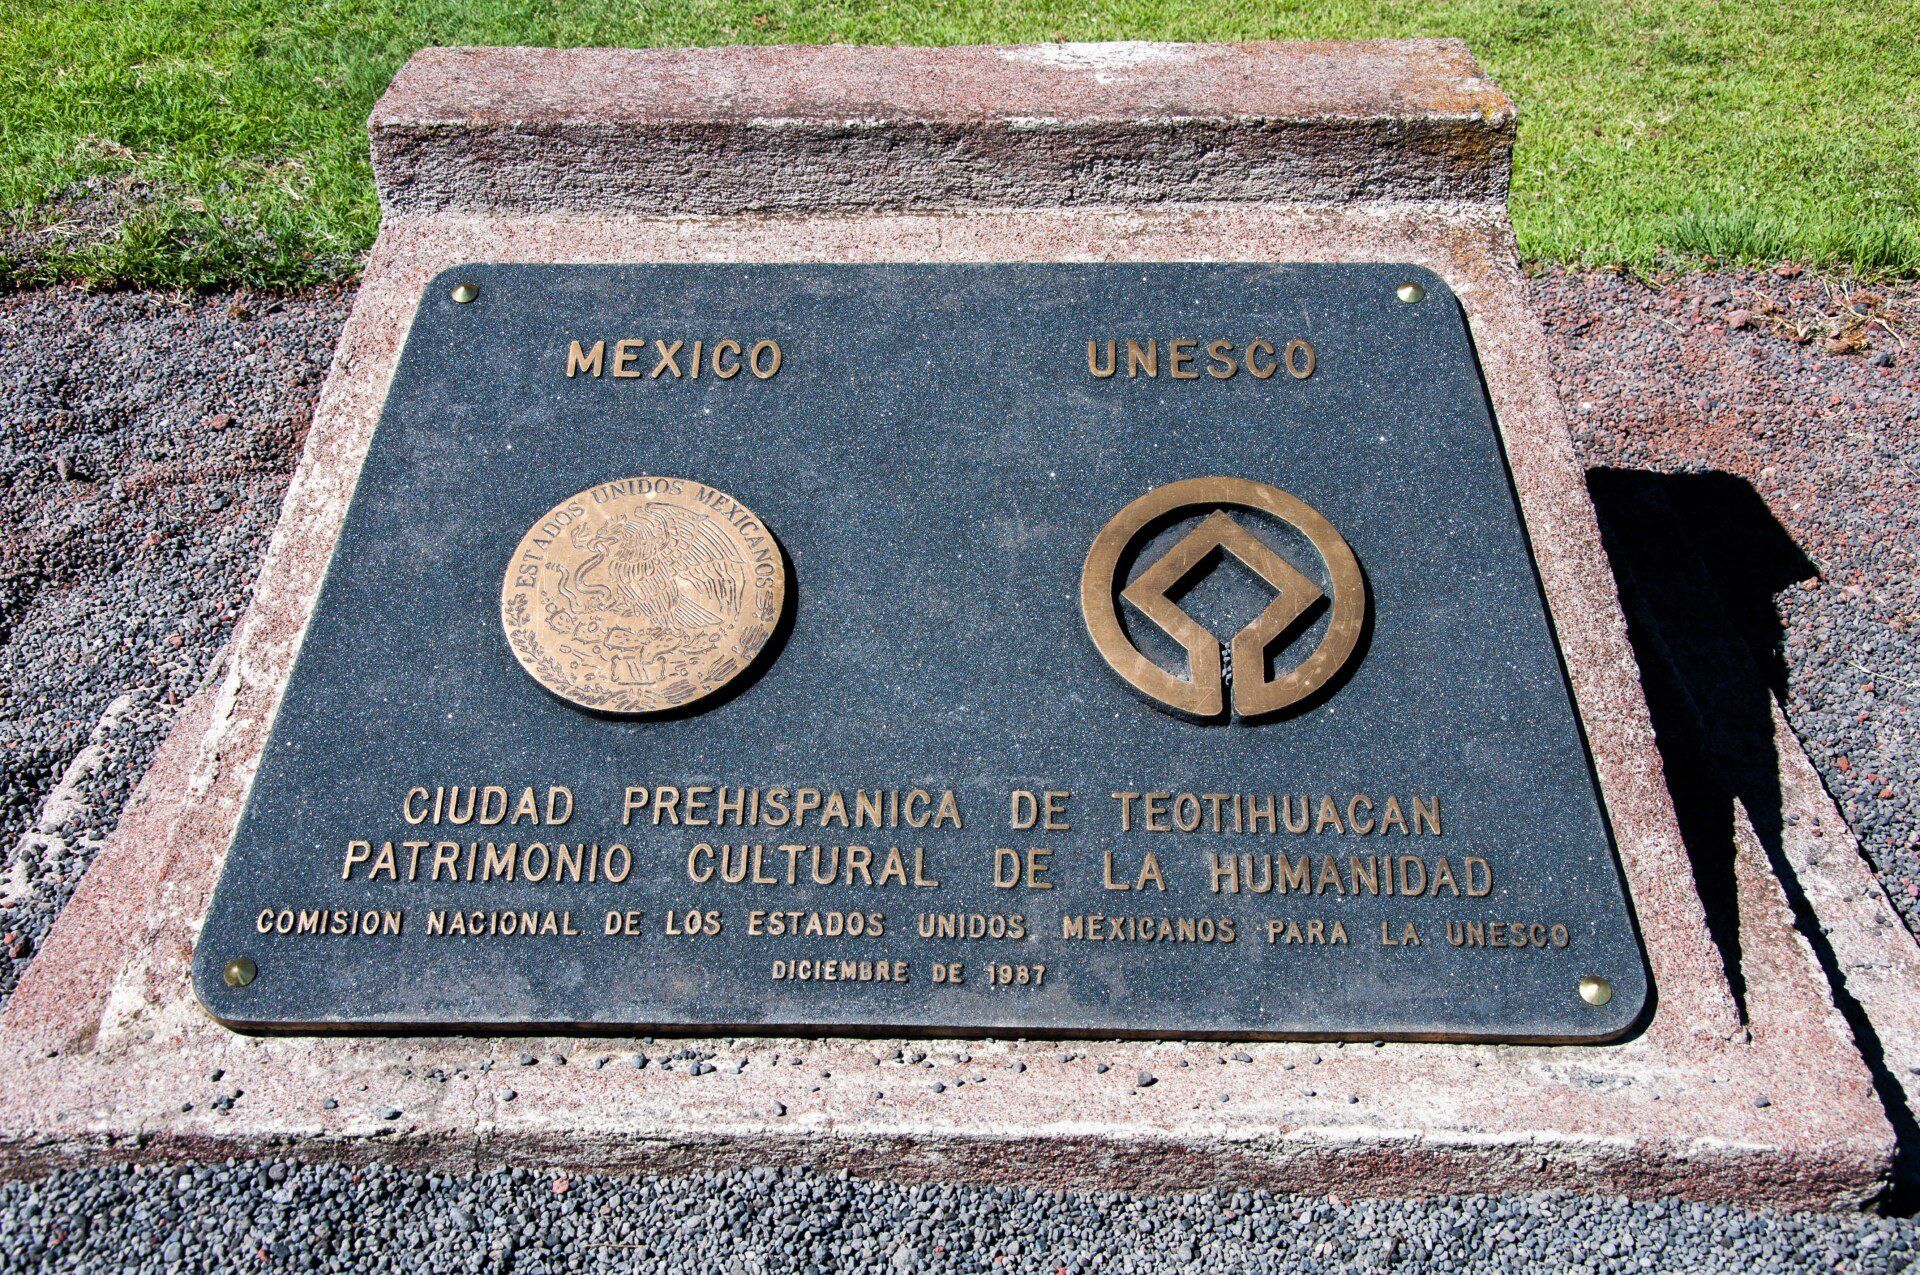 MEXICO
UNESCO
ESTADOS UNIDOS MEXICANOS
CIUDAD PREHISPANICA DE TEOTIHUACAN
PATRIMONIO CULTURAL DE LA HUMANIDAD
COMISION NACIONAL DE LOS ESTADOS UNIDOS MEXICANOS PARA LA UNESCO
DICIEMBRE DE 1987